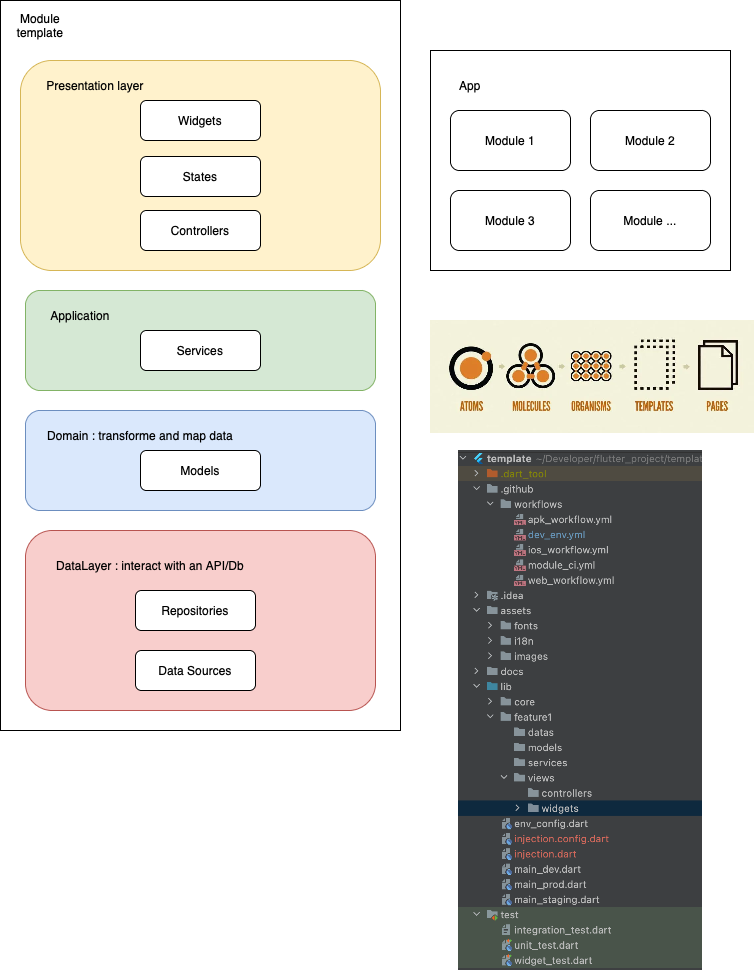 Module
template
Presentation layer
Widgets
States
Controllers
Application
Services
Domain : transforme and map data
Models
DataLayer : interact with an API/Db
Repositories
Data Sources
App
Module 1
Module 2
Module 3
Module ...
ATOMS
MOLECULES
ORGANISMS
TEMPLATES
PAGES
template ~/Developer/flutter_project/templat
.dart_tool
.github
workflows
apk_workflow.yml
dev_env.yml
ios_workflow.yml
module_ci.yml
web_workflow.yml
.idea
assets
fonts
i18n
images
docs
lib
core
feature1
datas
models
services
views
controllers
widgets
env_config.dart
injection.config.dart
injection.dart
main_dev.dart
main_prod.dart
main_staging.dart
test
integration_test.dart
unit_test.dart
widget_test.dart